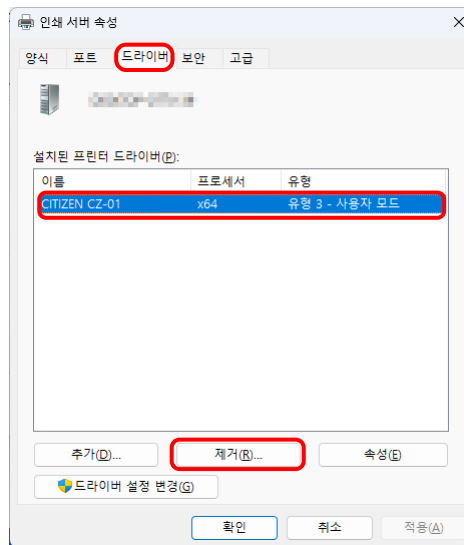 인쇄 서버 속성
양식 포트 드라이버 보안 고급
설치된 프린터 드라이버(P):
이름 프로세서 유형
CITIZEN CZ-01 x64 유형 3 - 사용자 모드
추가(D)... 제거(R)... 속성(E)
드라이버 설정 변경(G)
확인 취소 적용(A)